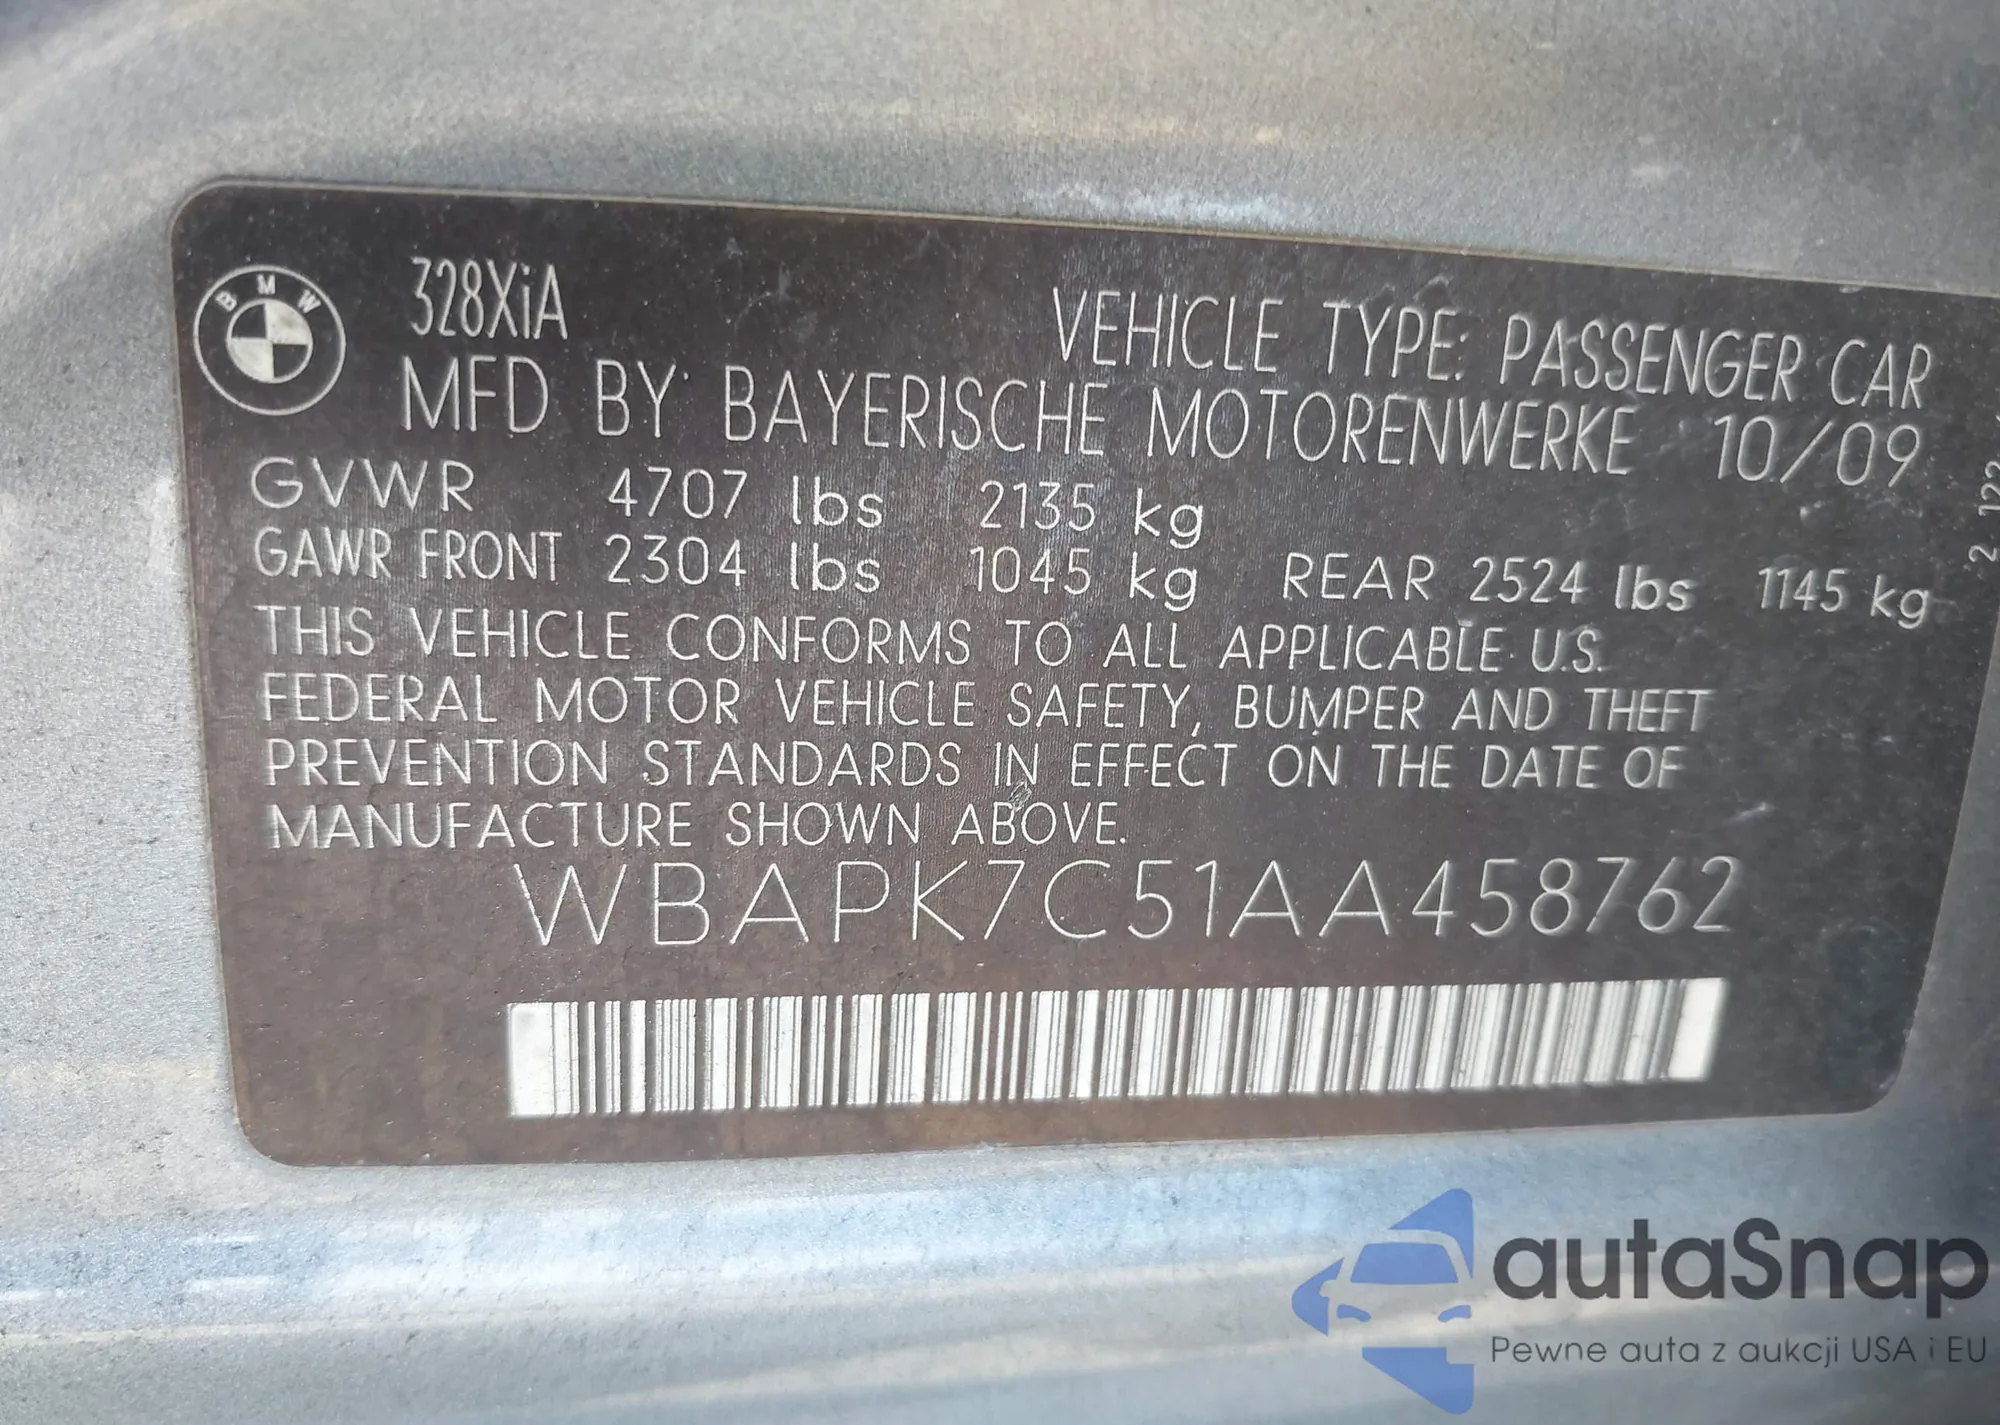 BMW
328XiA
VEHICLE TYPE: PASSENGER CAR
MFD BY BAYERISCHE MOTORENWERKE 10/09
GVWR 4707 lbs 2135 kg
GAWR FRONT 2304 lbs 1045 kg REAR 2524 lbs 1145 kg
THIS VEHICLE CONFORMS TO ALL APPLICABLE U.S.
FEDERAL MOTOR VEHICLE SAFETY, BUMPER AND THEFT
PREVENTION STANDARDS IN EFFECT ON THE DATE OF
MANUFACTURE SHOWN ABOVE.
WBAPK7C51AA458762
2 122
autaSnap
Pewne auta z aukcji USA i EU